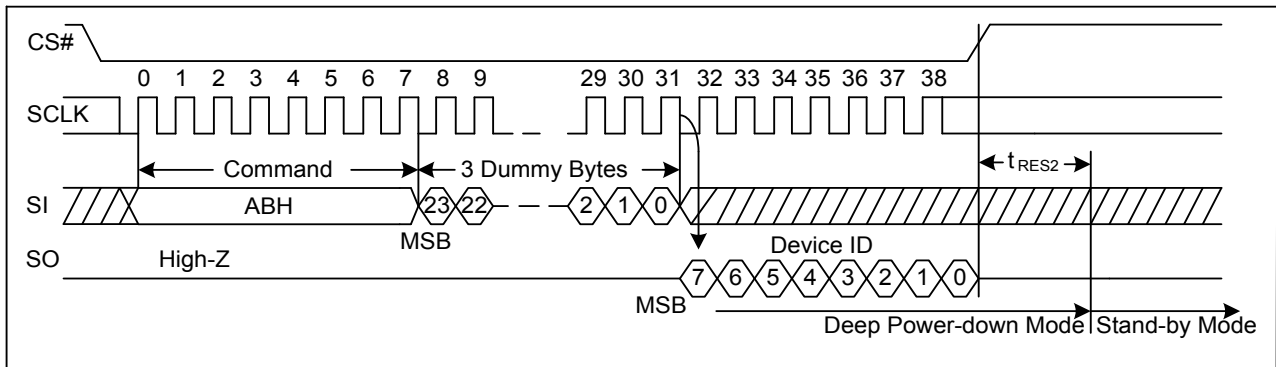 CS#
0 1 2 3 4 5 6 7 8 9 29 30 31 32 33 34 35 36 37 38
SCLK
Command 3 Dummy Bytes tRES2
SI ABH 23 22 2 1 0
MSB
SO High-Z Device ID
7 6 5 4 3 2 1 0
MSB
Deep Power-down Mode Stand-by Mode